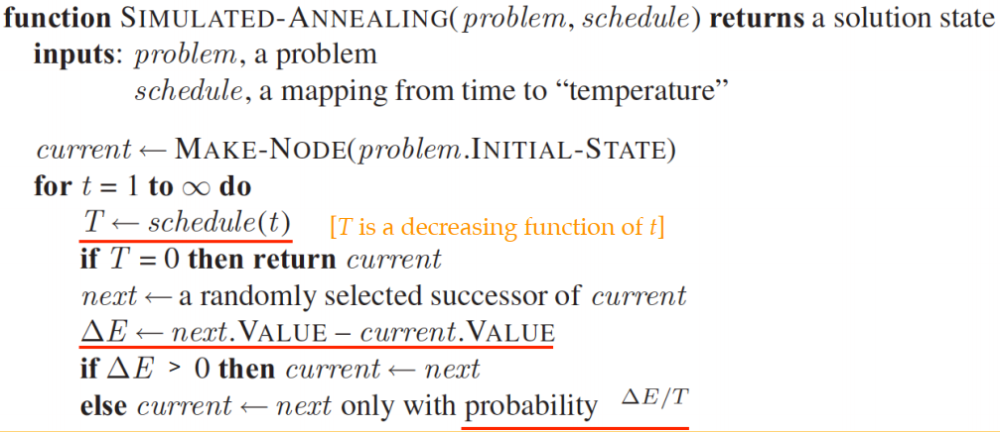 function SIMULATED-ANNEALING(problem, schedule) returns a solution state
inputs: problem, a problem
schedule, a mapping from time to “temperature”
current ← MAKE-NODE(problem.INITIAL-STATE)
for t = 1 to ∞ do
T ← schedule(t) [T is a decreasing function of t]
if T = 0 then return current
next ← a randomly selected successor of current
ΔE ← next.VALUE – current.VALUE
if ΔE > 0 then current ← next
else current ← next only with probability ΔE/T